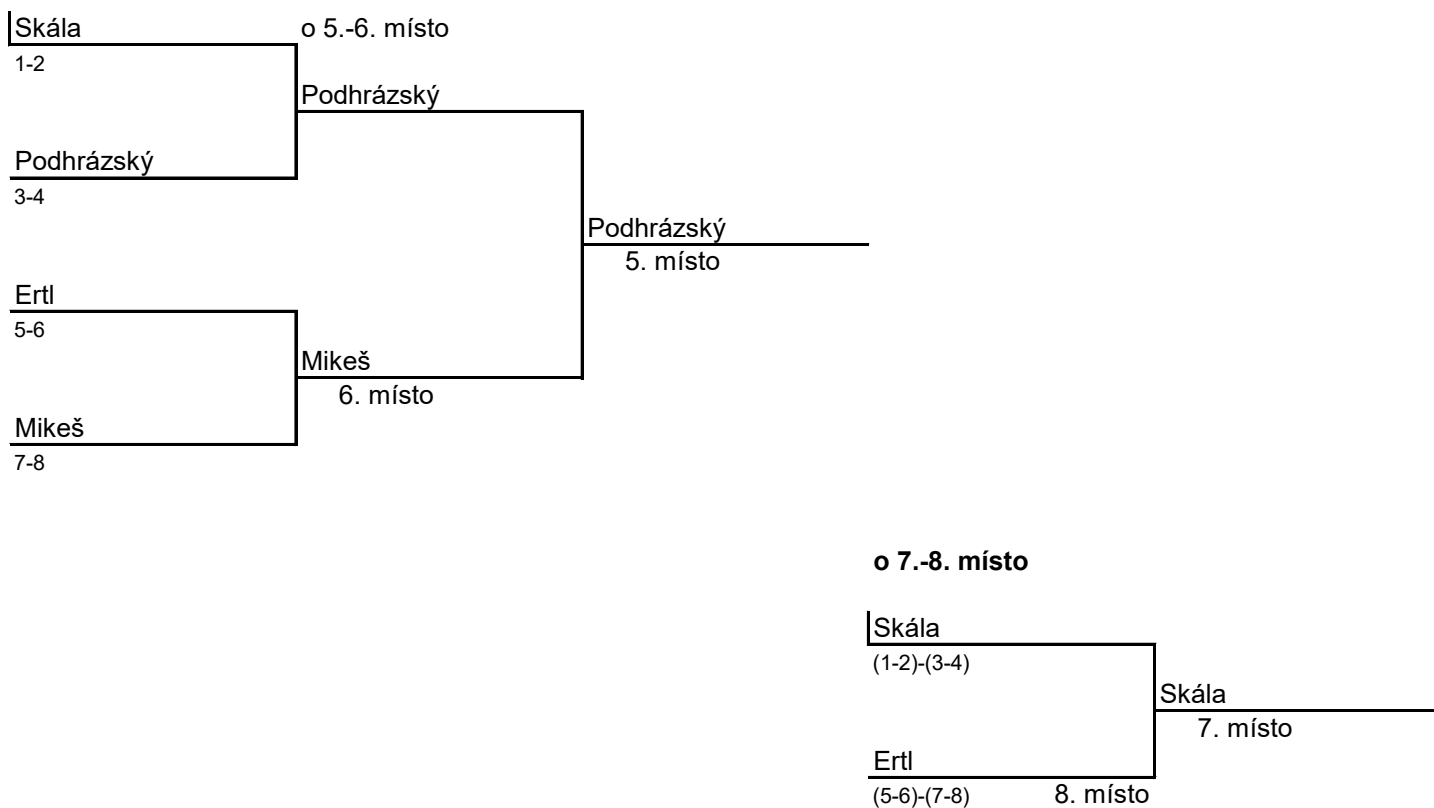 Skála
o 5.-6. místo
1-2
Podhrázský
Podhrázský
3-4
Podhrázský
5. místo
Ertl
5-6
Mikeš
6. místo
Mikeš
7-8
o 7.-8. místo
Skála
(1-2)-(3-4)
Skála
7. místo
Ertl
(5-6)-(7-8)
8. místo